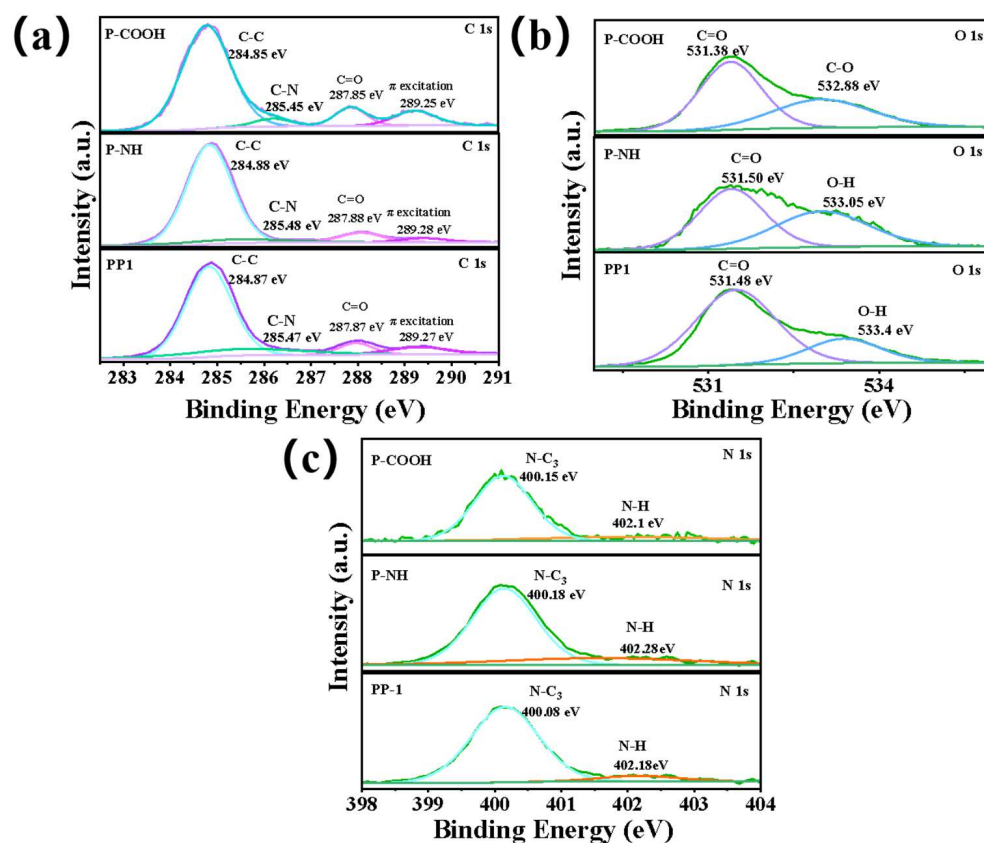 (a)
P-COOH
C-C
284.85 eV
C 1s
C-N
285.45 eV
C=O
287.85 eV
π excitation
289.25 eV
P-NH
C-C
284.88 eV
C 1s
C-N
285.48 eV
C=O
287.88 eV
π excitation
289.28 eV
PP1
C-C
284.87 eV
C 1s
C-N
285.47 eV
C=O
287.87 eV
π excitation
289.27 eV
Intensity (a.u.)
283 284 285 286 287 288 289 290 291
Binding Energy (eV)
(b)
P-COOH
C=O
531.38 eV
O 1s
C-O
532.88 eV
P-NH
C=O
531.50 eV
O 1s
O-H
533.05 eV
PP1
C=O
531.48 eV
O 1s
O-H
533.4 eV
Intensity (a.u.)
531 534
Binding Energy (eV)
(c)
P-COOH
N-C₃
400.15 eV
N 1s
N-H
402.1 eV
P-NH
N-C₃
400.18 eV
N 1s
N-H
402.28 eV
PP-1
N-C₃
400.08 eV
N 1s
N-H
402.18eV
Intensity (a.u.)
398 399 400 401 402 403 404
Binding Energy (eV)